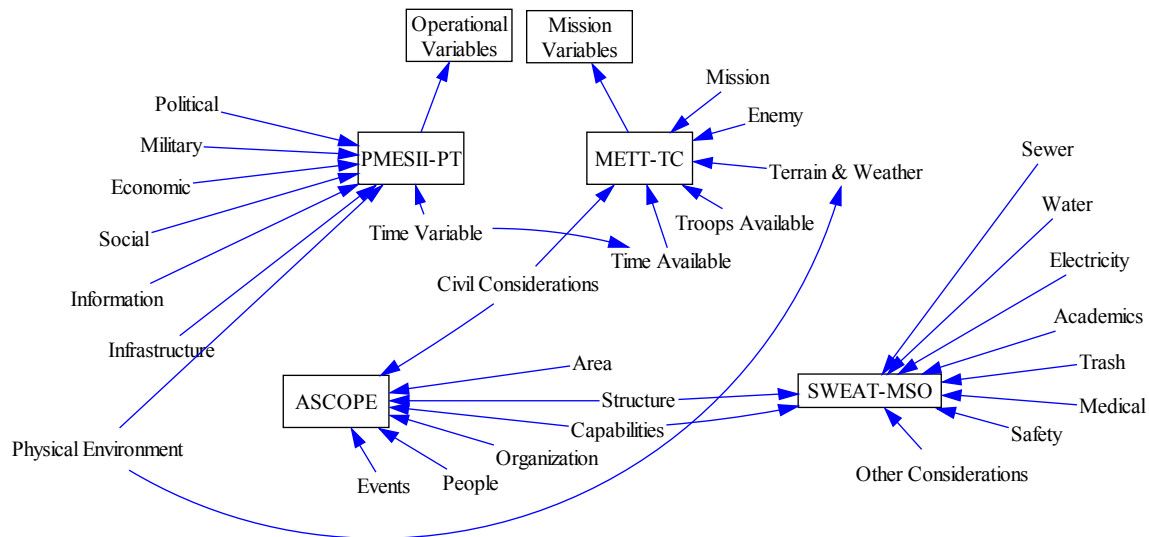 Operational
Variables
Mission
Variables
Political
Military
Economic
Social
Information
Infrastructure
Physical Environment
PMESII-PT
Time Variable
METT-TC
Mission
Enemy
Terrain & Weather
Troops Available
Time Available
Civil Considerations
ASCOPE
Area
Structure
Capabilities
Organization
People
Events
SWEAT-MSO
Sewer
Water
Electricity
Academics
Trash
Medical
Safety
Other Considerations